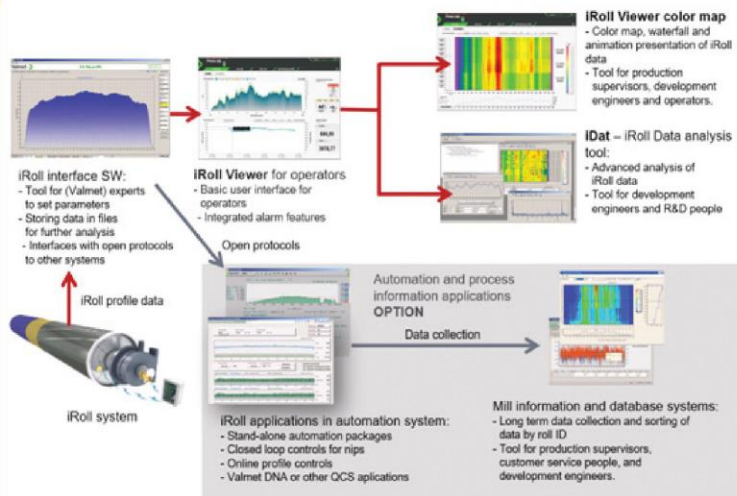 iRoll Viewer color map
- Color map, waterfall and
animation presentation of iRoll
data
- Tool for production
supervisors, development
engineers and operators.
iDat – iRoll Data analysis
tool:
- Advanced analysis of
iRoll data
- Tool for development
engineers and R&D people
iRoll interface SW:
- Tool for (Valmet) experts
to set parameters
- Storing data in files
for further analysis
- Interfaces with open protocols
to other systems
iRoll Viewer for operators
- Basic user interface for
operators
- Integrated alarm features
Open protocols
iRoll profile data
iRoll system
Automation and process
information applications
OPTION
Data collection
iRoll applications in automation system:
- Stand-alone automation packages
- Closed loop controls for nips
- Online profile controls
- Valmet DNA or other QCS aplications
Mill information and database systems:
- Long term data collection and sorting of
data by roll ID
- Tool for production supervisors,
customer service people, and
development engineers.